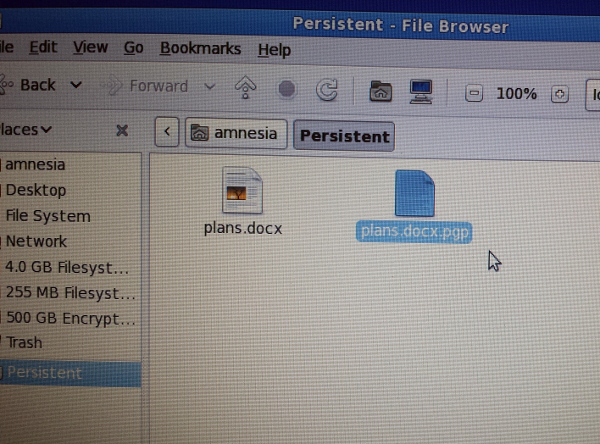 Persistent - File Browser
ile Edit View Go Bookmarks Help
Back Forward 100% lc
laces amnesia Persistent
amnesia
Desktop
File System
Network
4.0 GB Filesyst...
255 MB Filesyst...
500 GB Encrypt...
Trash
Persistent
plans.docx plans.docx.pgp